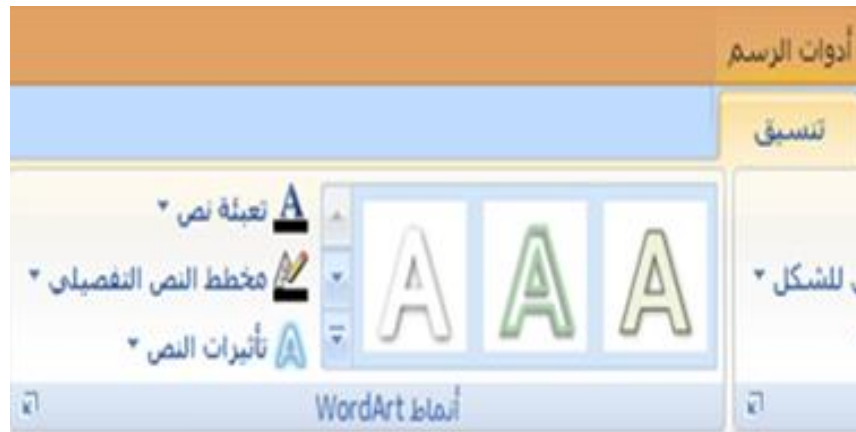 أدوات الرسم
تنسيق
تعبئة نص
للشكل
مخطط النص التفصيلي
تأثيرات النص
أنماط WordArt